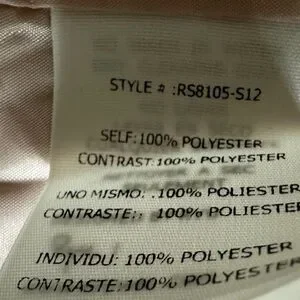 STYLE # :RS8105-S12
SELF:100% POLYESTER
CONTRAST:100% POLYESTER
UNO MISMO: .100% POLIESTER
CONTRASTE:; 100% POLIESTER
INDIVIDU: 100% POLYESTER
CONTRASTE:100% POLYESTER